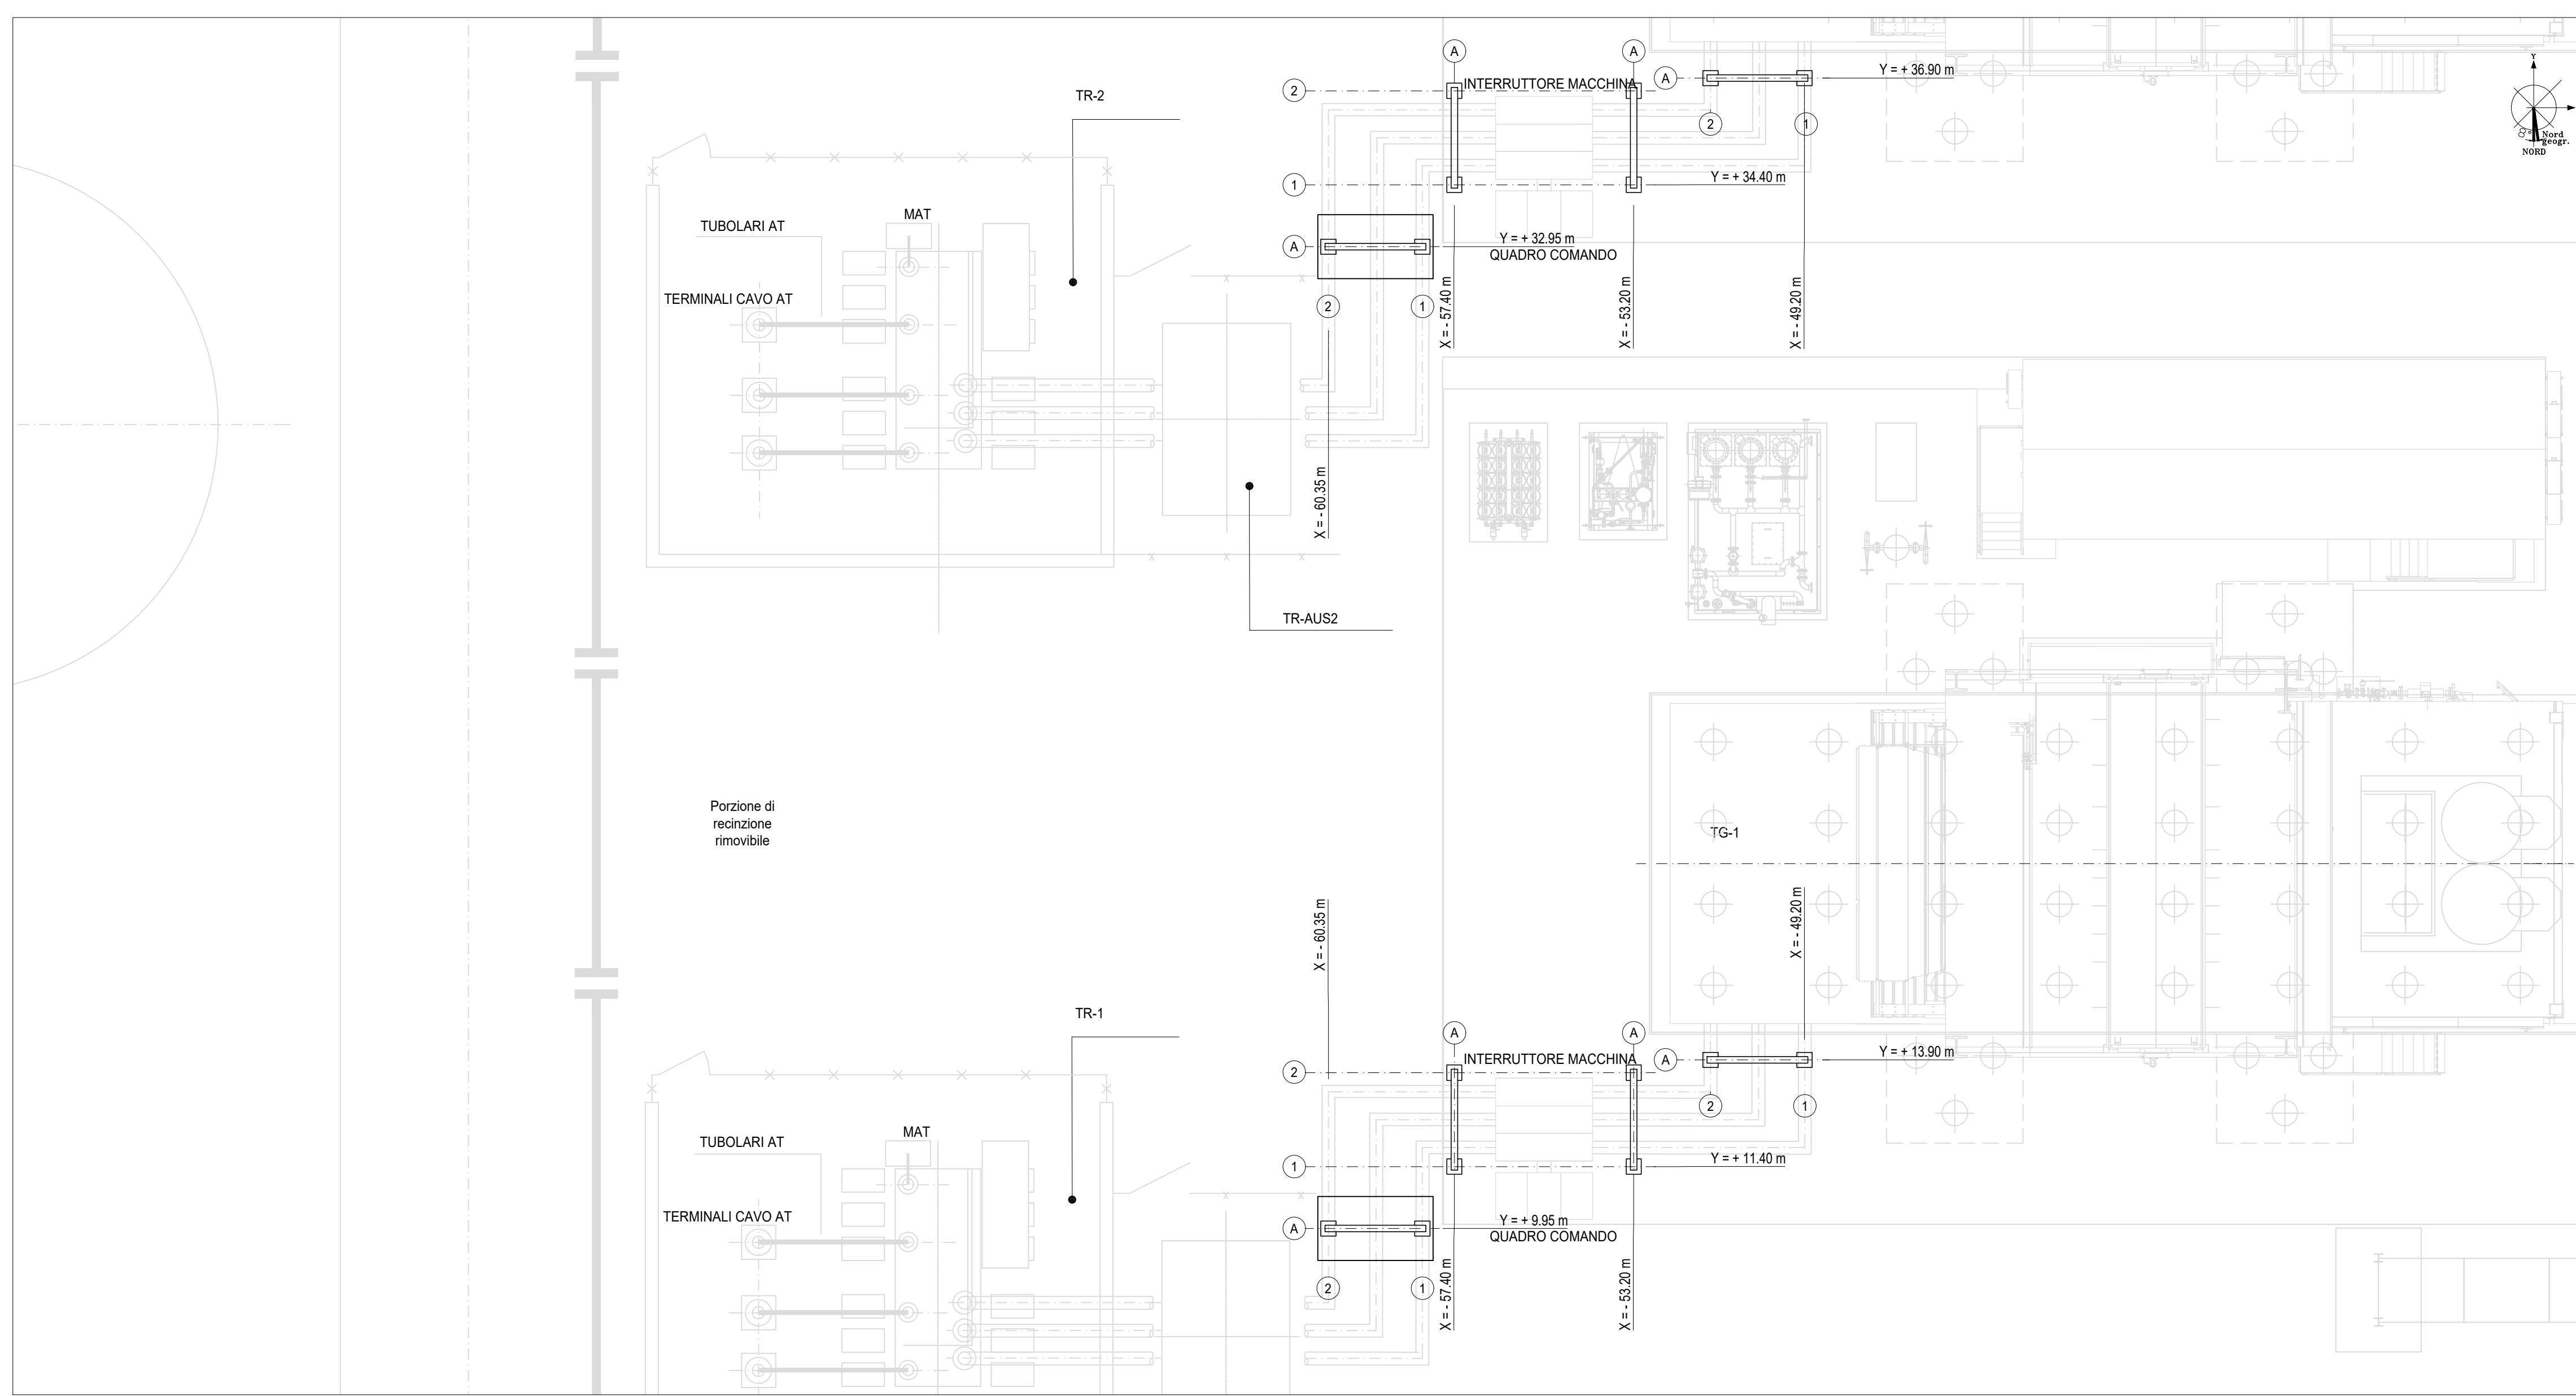 A
A
INTERRUTTORE MACCHINA
A
Y = + 36.90 m
Y
2
TR-2
2
1
8°
Nord
geogr.
NORD
1
Y = + 34.40 m
MAT
TUBOLARI AT
A
Y = + 32.95 m
QUADRO COMANDO
TERMINALI CAVO AT
2
1
X = - 57.40 m
X = - 53.20 m
X = - 49.20 m
X = - 60.35 m
TR-AUS2
Porzione di
recinzione
rimovibile
TG-1
X = - 60.35 m
X = - 49.20 m
TR-1
A
A
INTERRUTTORE MACCHINA
A
Y = + 13.90 m
2
2
1
MAT
TUBOLARI AT
1
Y = + 11.40 m
TERMINALI CAVO AT
A
Y = + 9.95 m
QUADRO COMANDO
2
1
X = - 57.40 m
X = - 53.20 m